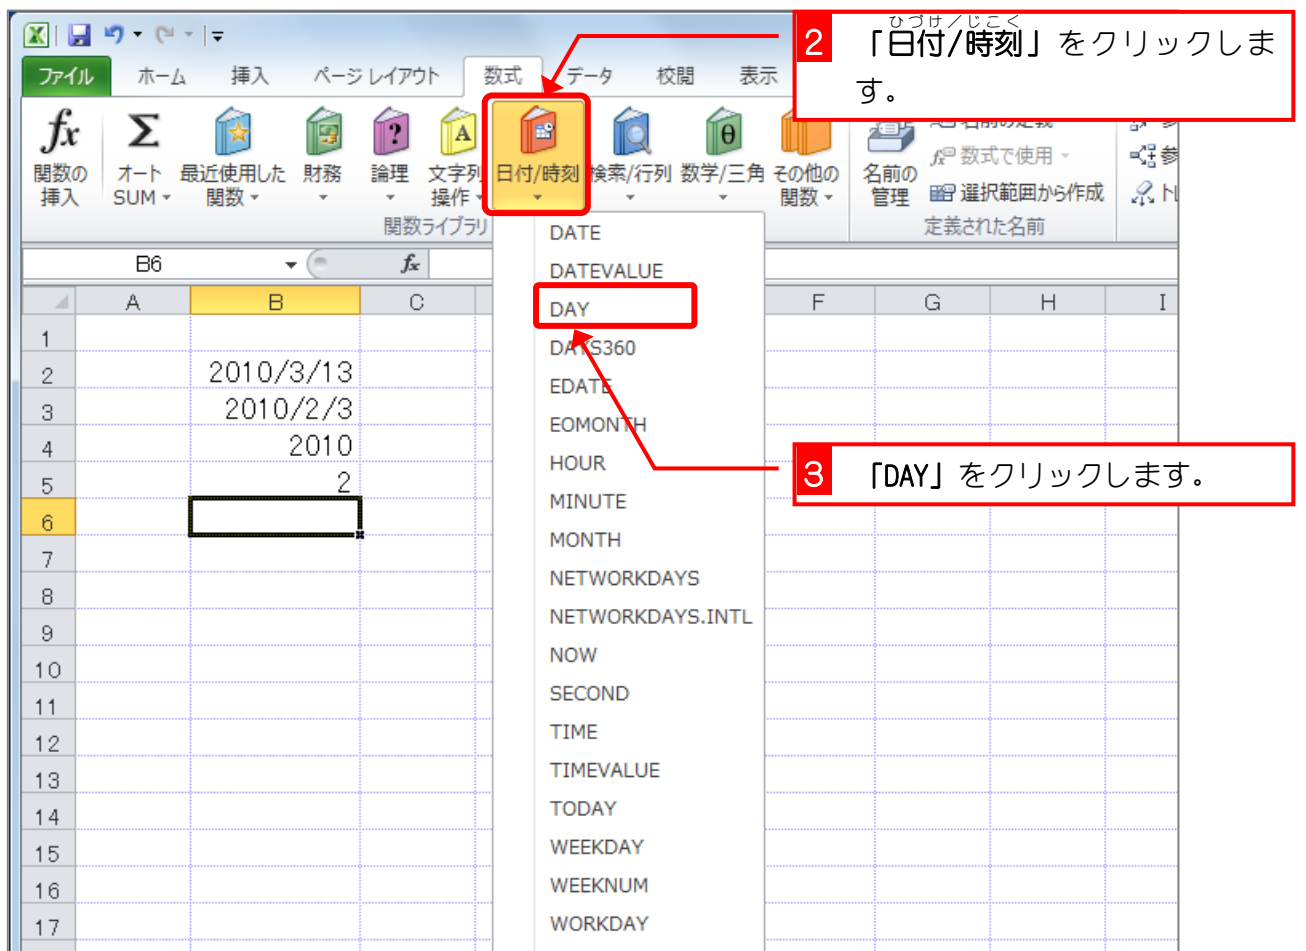 2
ひづけ/じこく
「日付/時刻」をクリックしま
す。
ファイル ホーム 挿入 ページ レイアウト 数式 データ 校閲 表示
関数の
挿入
オート
SUM
最近使用した
関数
財務
論理
文字列
操作
日付/時刻
検索/行列
数学/三角
その他の
関数
名前の
管理
数式で使用
選択範囲から作成
参
関数ライブラリ
定義された名前
B6 fx
A B C F G H I
1
2 2010/3/13
3 2010/2/3
4 2010
5 2
6
7
8
9
10
11
12
13
14
15
16
17
DATE
DATEVALUE
DAY
DAYS360
EDATE
EOMONTH
HOUR
MINUTE
MONTH
NETWORKDAYS
NETWORKDAYS.INTL
NOW
SECOND
TIME
TIMEVALUE
TODAY
WEEKDAY
WEEKNUM
WORKDAY
3 「DAY」をクリックします。